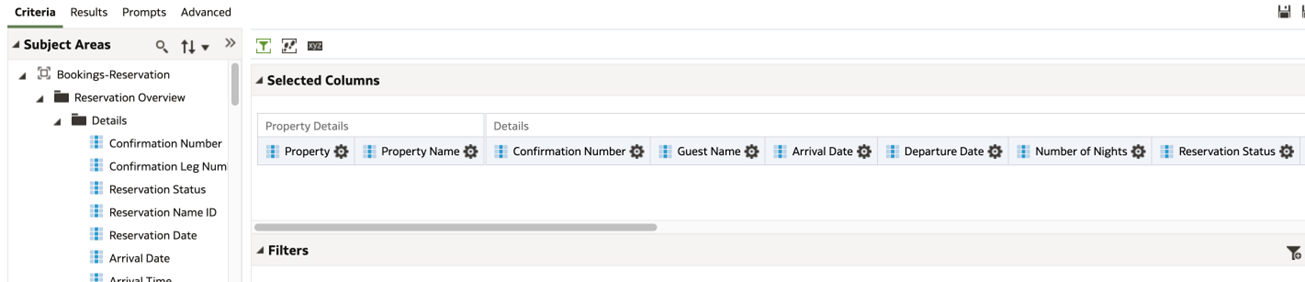 Criteria Results Prompts Advanced
Subject Areas
Bookings-Reservation
Reservation Overview
Details
Confirmation Number
Confirmation Leg Num
Reservation Status
Reservation Name ID
Reservation Date
Arrival Date
Arrival Time
xyz
Selected Columns
Property Details Details
Property Property Name Confirmation Number Guest Name Arrival Date Departure Date Number of Nights Reservation Status
Filters